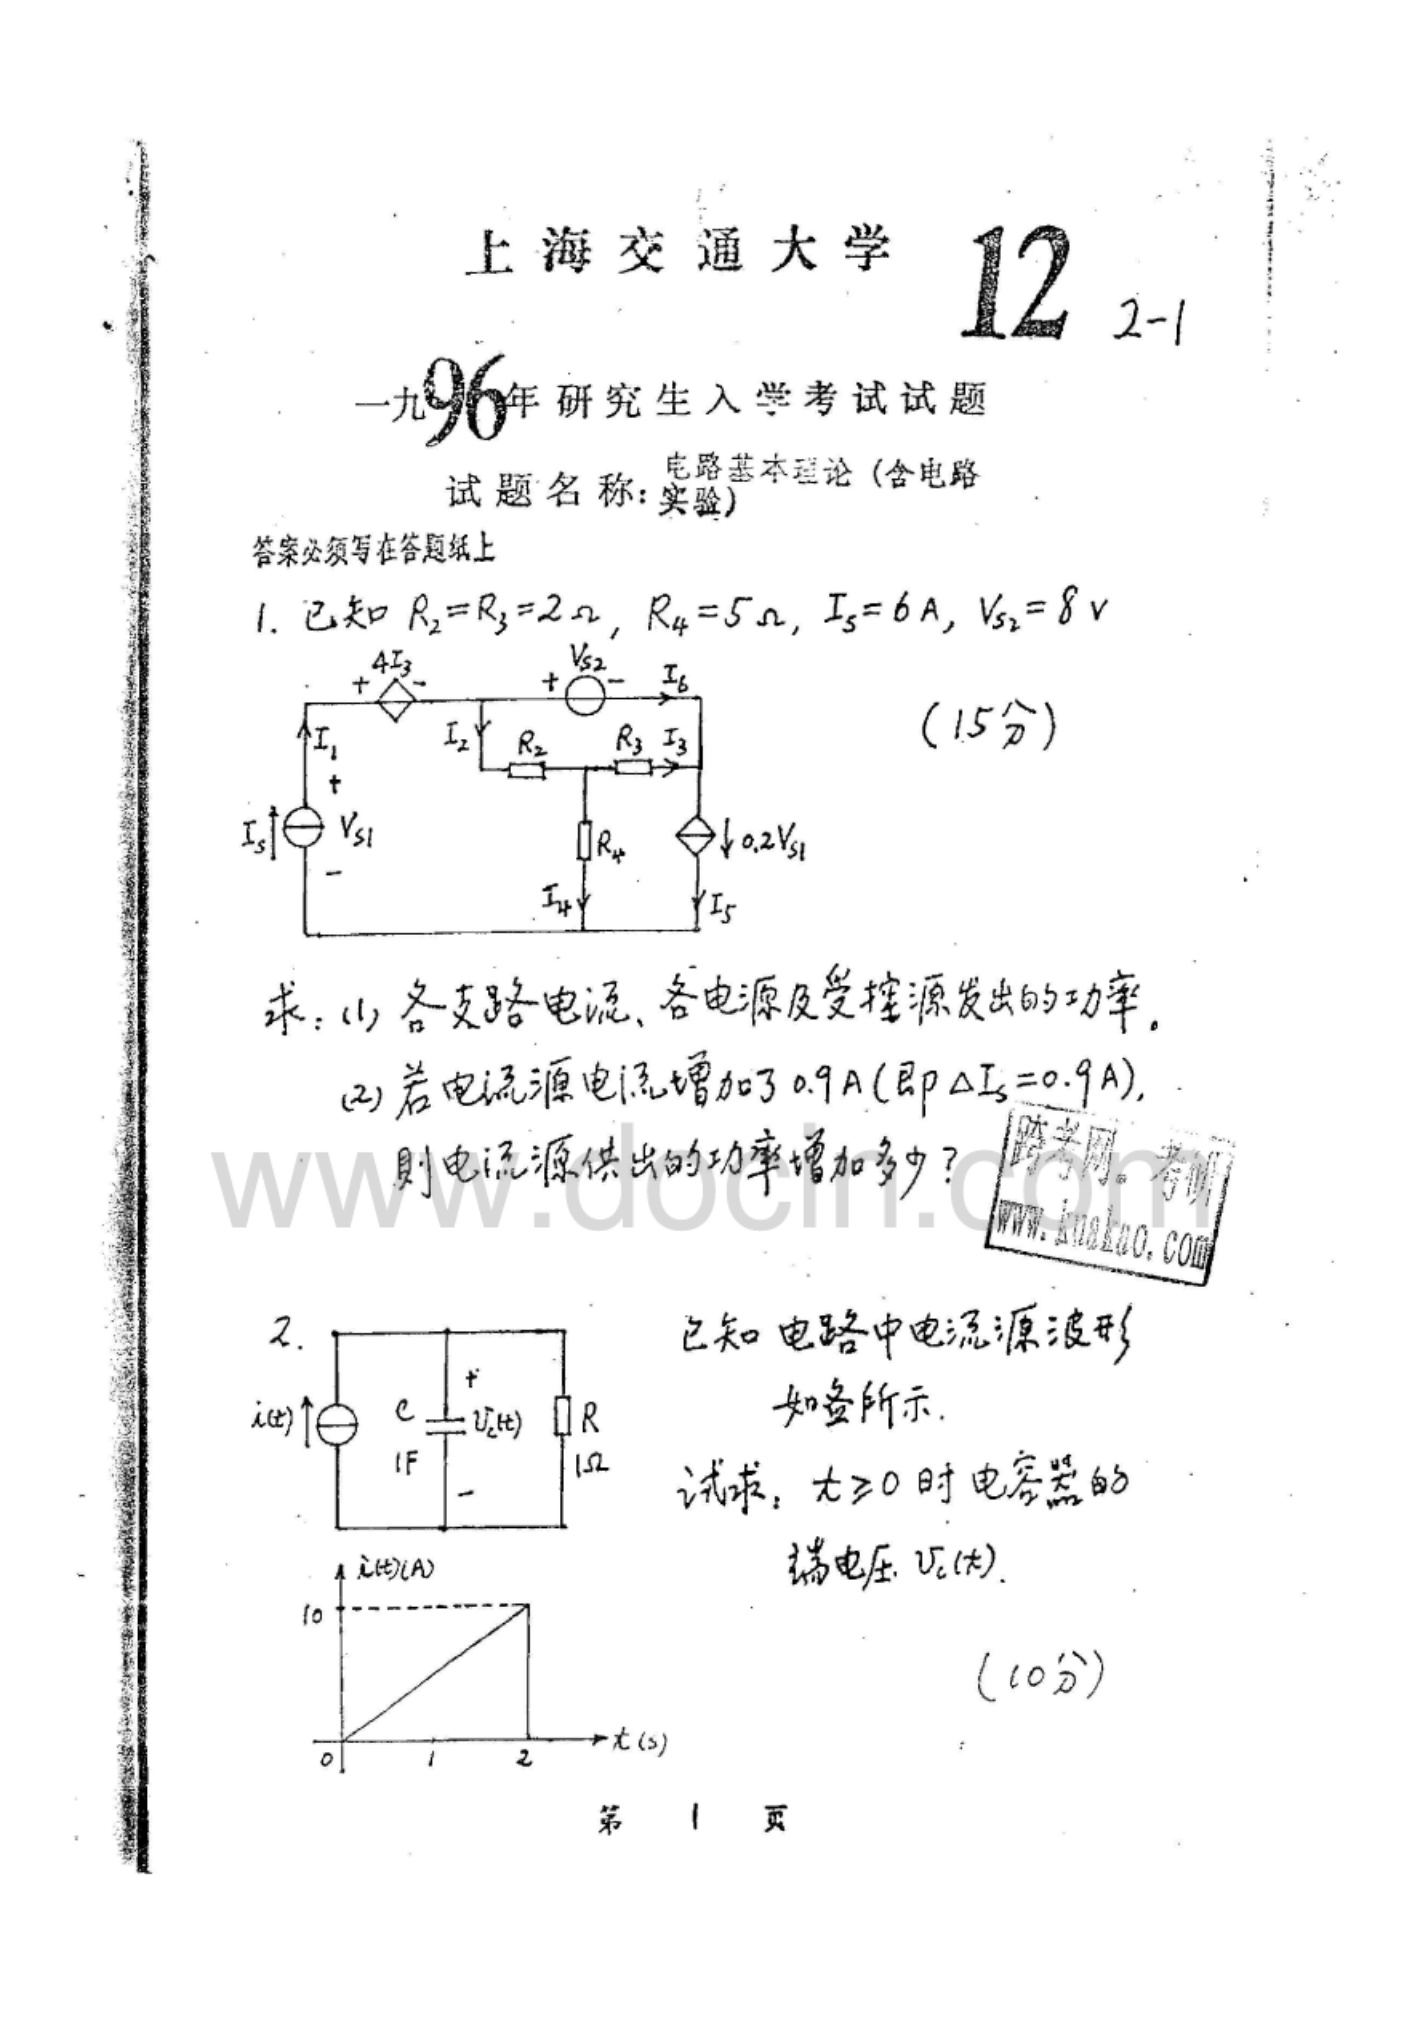 上海交通大学 12 2-1
一九96年研究生入学考试试题
试题名称: 电路基本理论 (含电路
实验)
答案必须写在答题纸上
1. 已知 R₂=R₃=2Ω, R₄=5Ω, Iₛ=6A, Vₛ₂=8V
4I₃
+ -
Vs₂
+ -
I₆
I₁
I₂
R₂
R₃
I₃
(15分)
+
Iₛ
Vs₁
-
R₄
0.2Vs₁
I₄
I₅
求: (1) 各支路电流、各电源及受控源发出的功率。
(2) 若电流源电流增加了0.9A(即ΔIₛ=0.9A),
则电流源供出的功率增加多少?
www.docin.com
跨考网。考研
www.kuakao.com
2.
已知电路中电流源波形
如图所示.
i(t)
C
1F
+
Vc(t)
-
R
1Ω
试求: t≥0时电容器的
端电压 Vc(t).
i(t)(A)
10
(10分)
0 1 2 t(s)
第 1 页